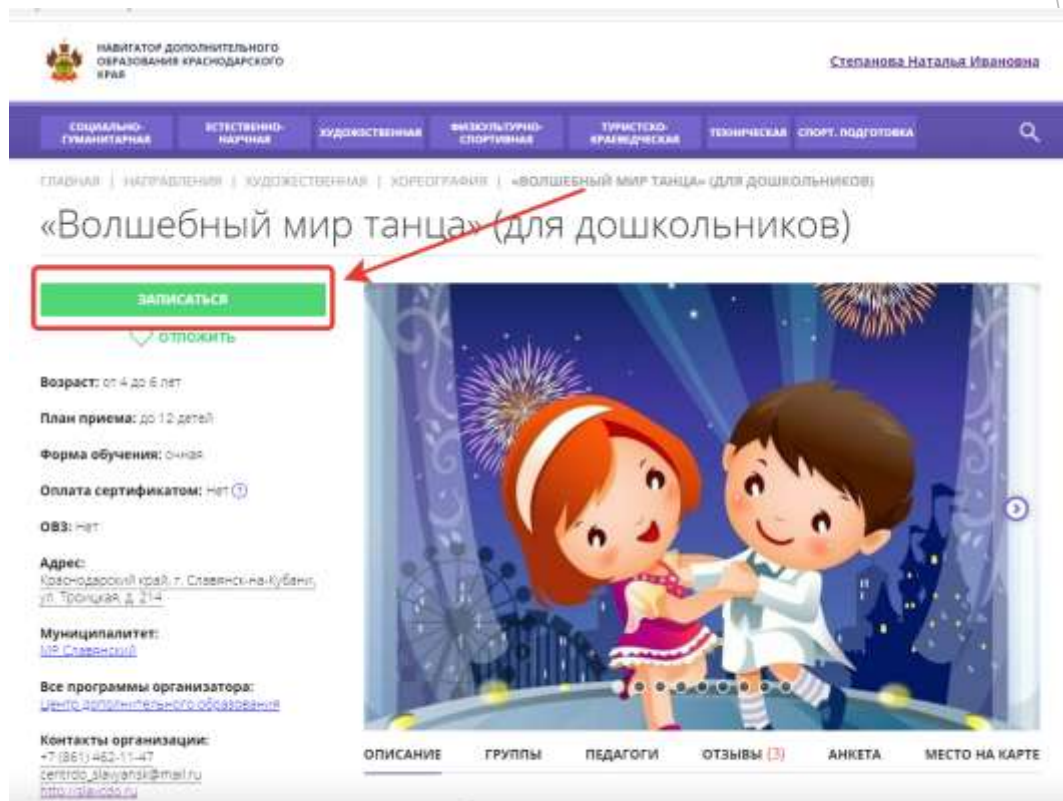 НАВИГАТОР ДОПОЛНИТЕЛЬНОГО
ОБРАЗОВАНИЯ КРАСНОДАРСКОГО
КРАЯ
Степанова Наталья Ивановна
СОЦИАЛЬНО-
ГУМАНИТАРНАЯ
ЕСТЕСТВЕННО-
НАУЧНАЯ
ХУДОЖЕСТВЕННАЯ
ФИЗКУЛЬТУРНО-
СПОРТИВНАЯ
ТУРИСТСКО-
КРАЕВЕДЧЕСКАЯ
ТЕХНИЧЕСКАЯ
СПОРТ. ПОДГОТОВКА
ГЛАВНАЯ | НАПРАВЛЕНИЯ | ХУДОЖЕСТВЕННАЯ | ХОРЕОГРАФИЯ | «ВОЛШЕБНЫЙ МИР ТАНЦА» (ДЛЯ ДОШКОЛЬНИКОВ)
«Волшебный мир танца» (для дошкольников)
ЗАПИСАТЬСЯ
ОТЛОЖИТЬ
Возраст: от 4 до 6 лет
План приема: до 12 детей
Форма обучения: очная
Оплата сертификатом: Нет ?
ОВЗ: Нет
Адрес:
Краснодарский край, г. Славянск-на-Кубани,
ул. Троицкая, д. 214
Муниципалитет:
МР Славянский
Все программы организатора:
Центр дополнительного образования
Контакты организации:
+7 (861) 462-11-47
centrdo_slavyansk@mail.ru
http://slavcdo.ru
ОПИСАНИЕ ГРУППЫ ПЕДАГОГИ ОТЗЫВЫ (3) АНКЕТА МЕСТО НА КАРТЕ